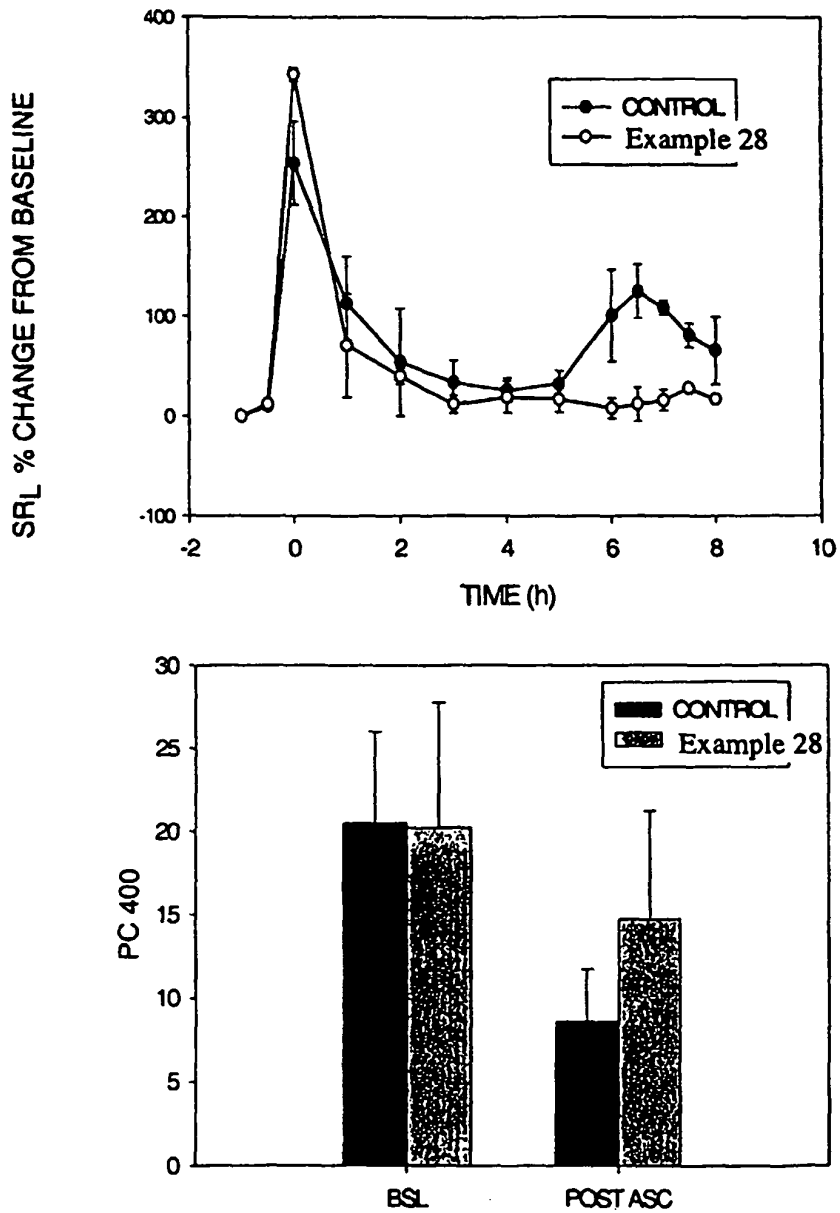 SRL % CHANGE FROM BASELINE
400
300
200
100
0
-100
CONTROL
Example 28
-2 0 2 4 6 8 10
TIME (h)
PC 400
30
25
20
15
10
5
0
CONTROL
Example 28
BSL POST ASC